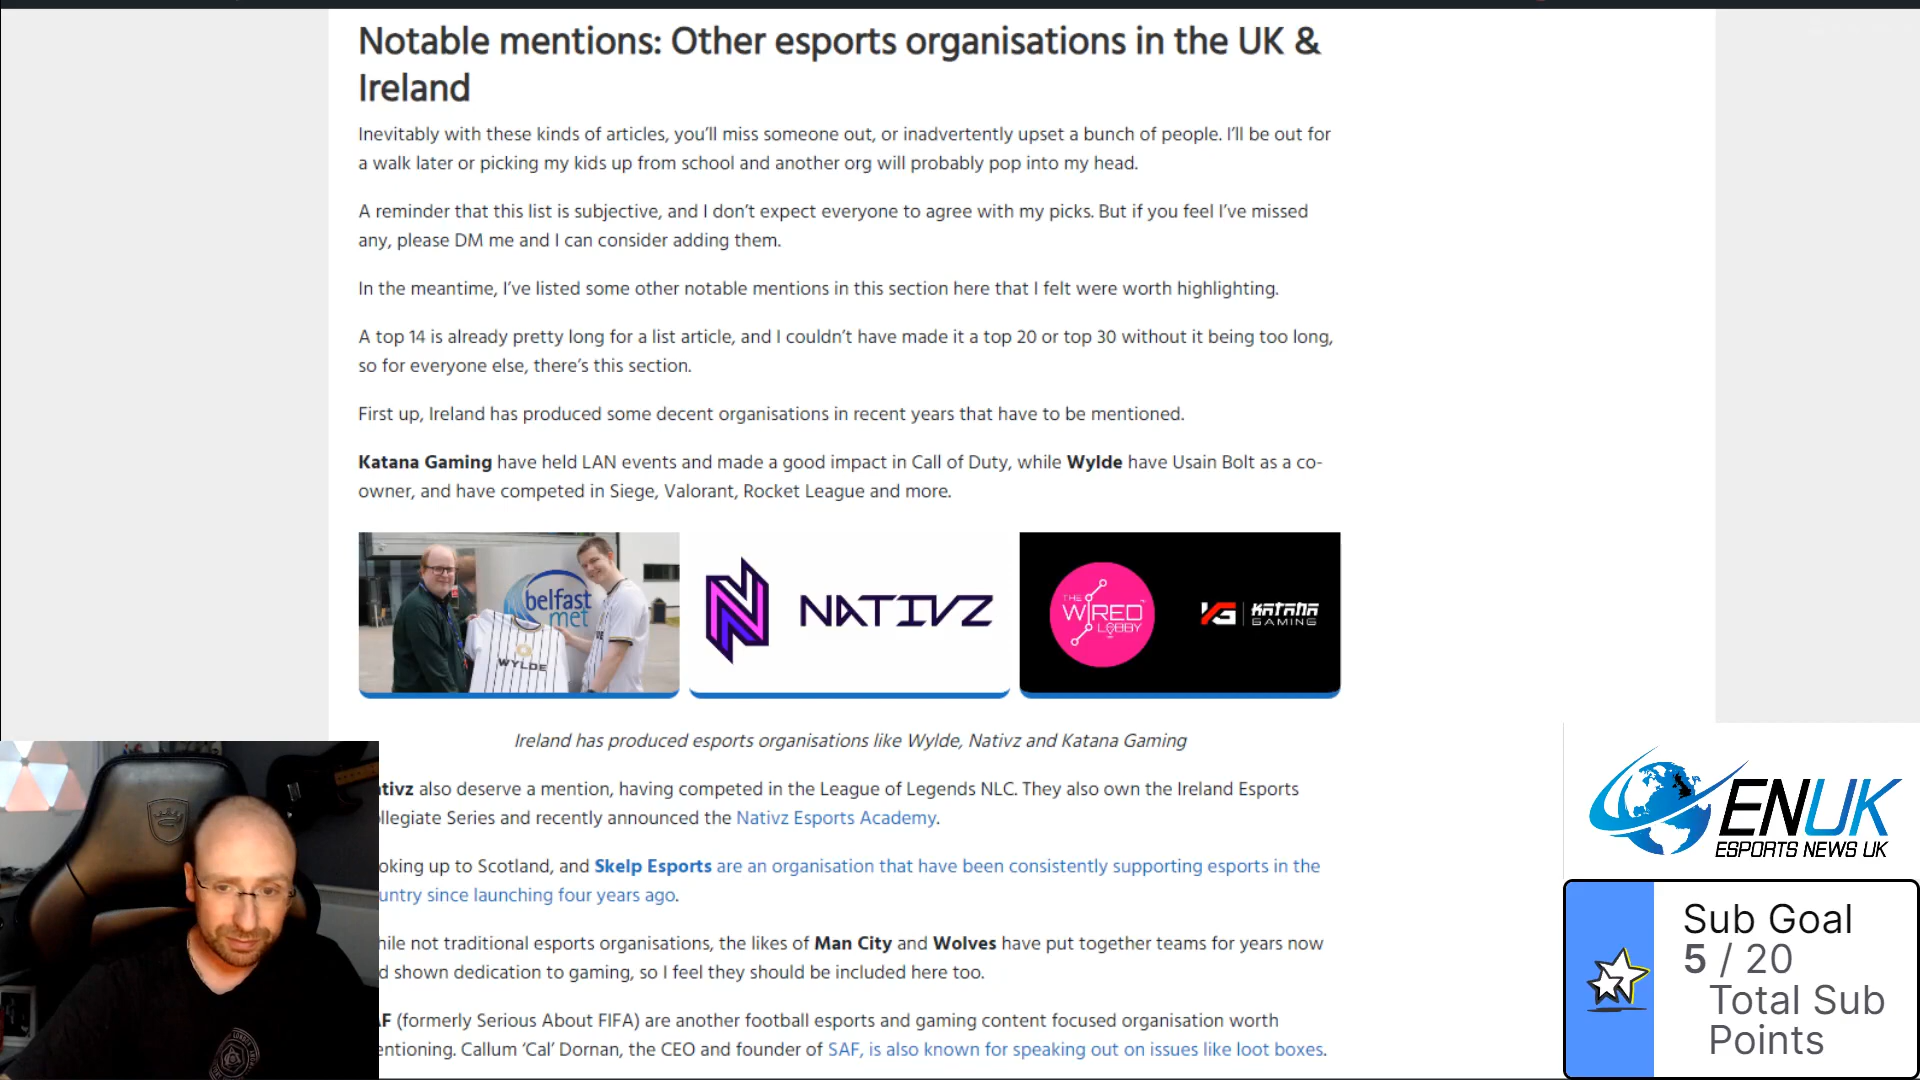 Notable mentions: Other esports organisations in the UK &
Ireland
Inevitably with these kinds of articles, you'll miss someone out, or inadvertently upset a bunch of people. I'll be out for
a walk later or picking my kids up from school and another org will probably pop into my head.
A reminder that this list is subjective, and I don't expect everyone to agree with my picks. But if you feel I've missed
any, please DM me and I can consider adding them.
In the meantime, I've listed some other notable mentions in this section here that I felt were worth highlighting.
A top 14 is already pretty long for a list article, and I couldn't have made it a top 20 or top 30 without it being too long,
so for everyone else, there's this section.
First up, Ireland has produced some decent organisations in recent years that have to be mentioned.
Katana Gaming have held LAN events and made a good impact in Call of Duty, while Wylde have Usain Bolt as a co-
owner, and have competed in Siege, Valorant, Rocket League and more.
belfast
met
WYLDE
NATIVZ
THE
WIRED
LOBBY
KATANA
GAMING
Ireland has produced esports organisations like Wylde, Nativz and Katana Gaming
tivz also deserve a mention, having competed in the League of Legends NLC. They also own the Ireland Esports
llegiate Series and recently announced the Nativz Esports Academy.
oking up to Scotland, and Skelp Esports are an organisation that have been consistently supporting esports in the
untry since launching four years ago.
hile not traditional esports organisations, the likes of Man City and Wolves have put together teams for years now
d shown dedication to gaming, so I feel they should be included here too.
F (formerly Serious About FIFA) are another football esports and gaming content focused organisation worth
entioning. Callum 'Cal' Dornan, the CEO and founder of SAF, is also known for speaking out on issues like loot boxes.
ENUK
ESPORTS NEWS UK
Sub Goal
5 / 20
Total Sub
Points